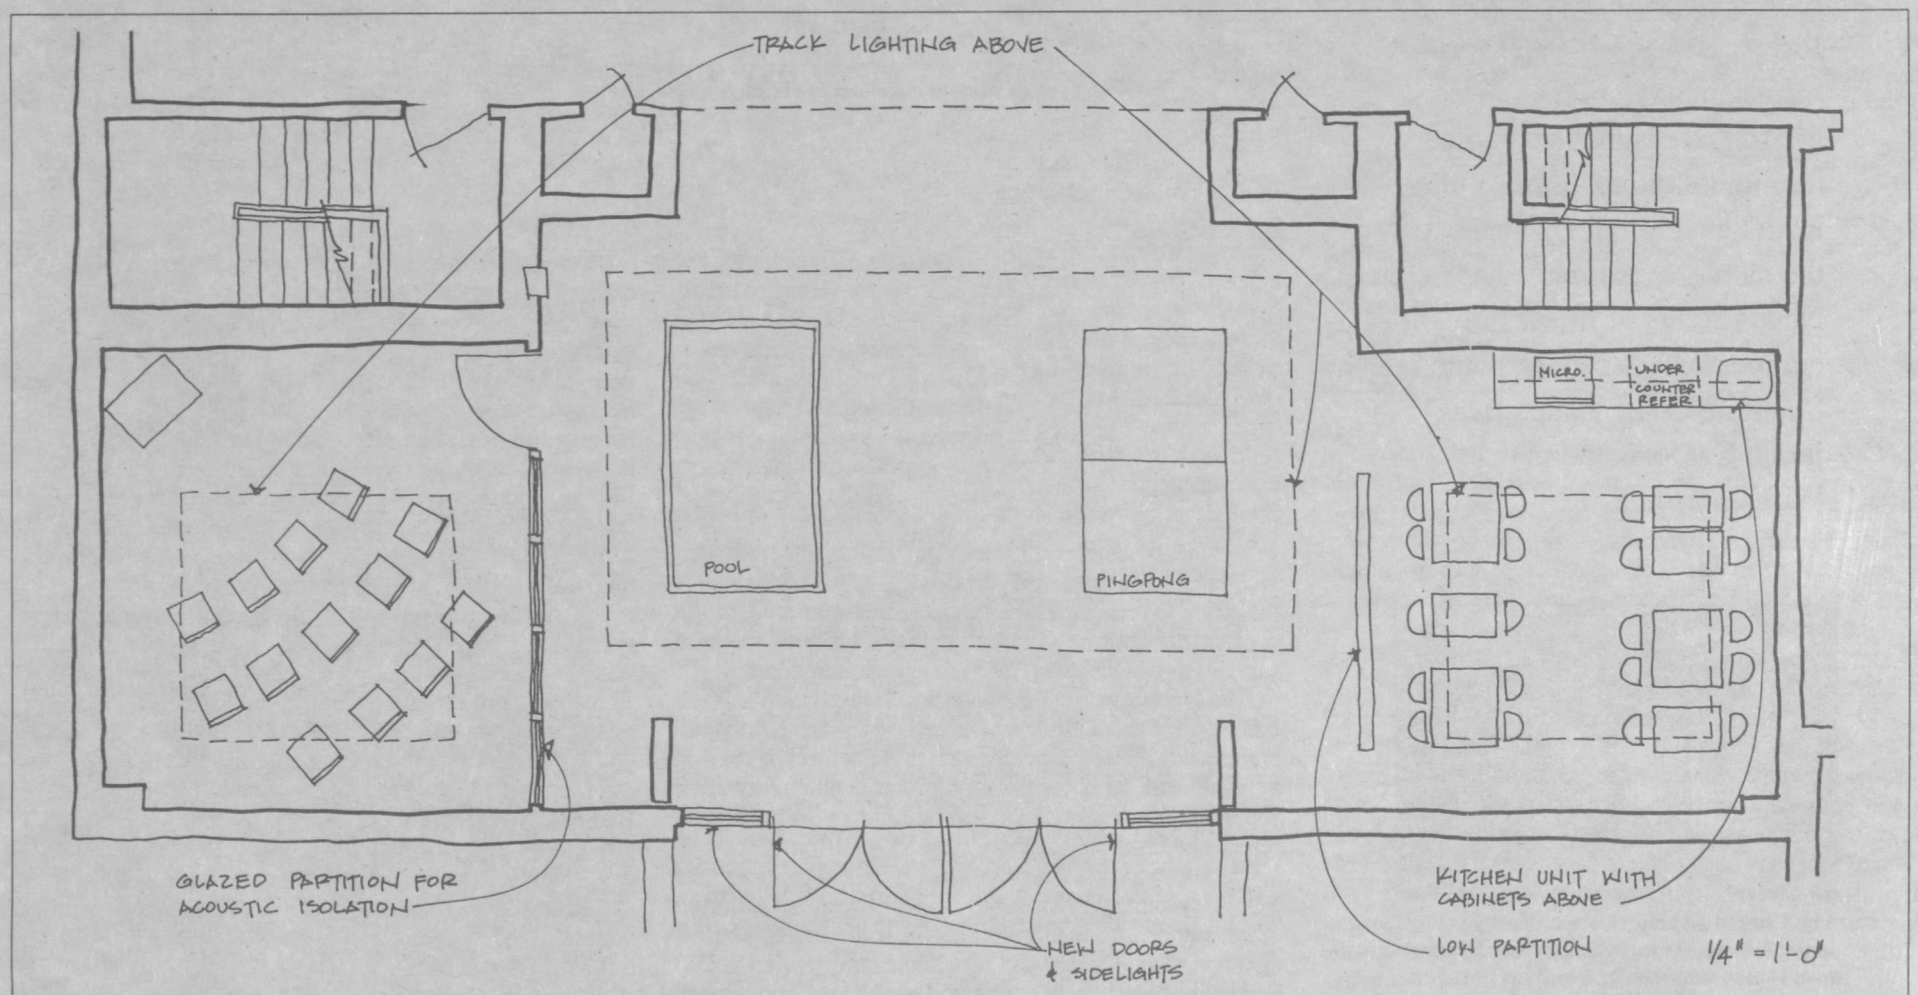 TRACK LIGHTING ABOVE
MICRO.
UNDER
COUNTER
REFER
POOL
PINGPONG
GLAZED PARTITION FOR
ACOUSTIC ISOLATION
NEW DOORS
& SIDELIGHTS
KITCHEN UNIT WITH
CABINETS ABOVE
LOW PARTITION
1/4" = 1'-0"